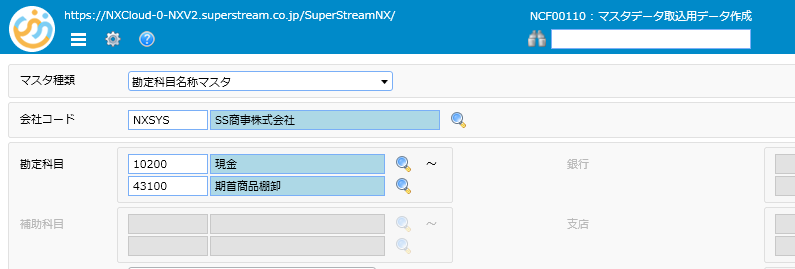 https://NXCloud-0-NXV2.superstream.co.jp/SuperStreamNX/ NCF00110 : マスタデータ取込用データ作成
マスタ種類 勘定科目名称マスタ
会社コード NXSYS SS商事株式会社
勘定科目 10200 現金 ～ 銀行
43100 期首商品棚卸
補助科目 ～ 支店